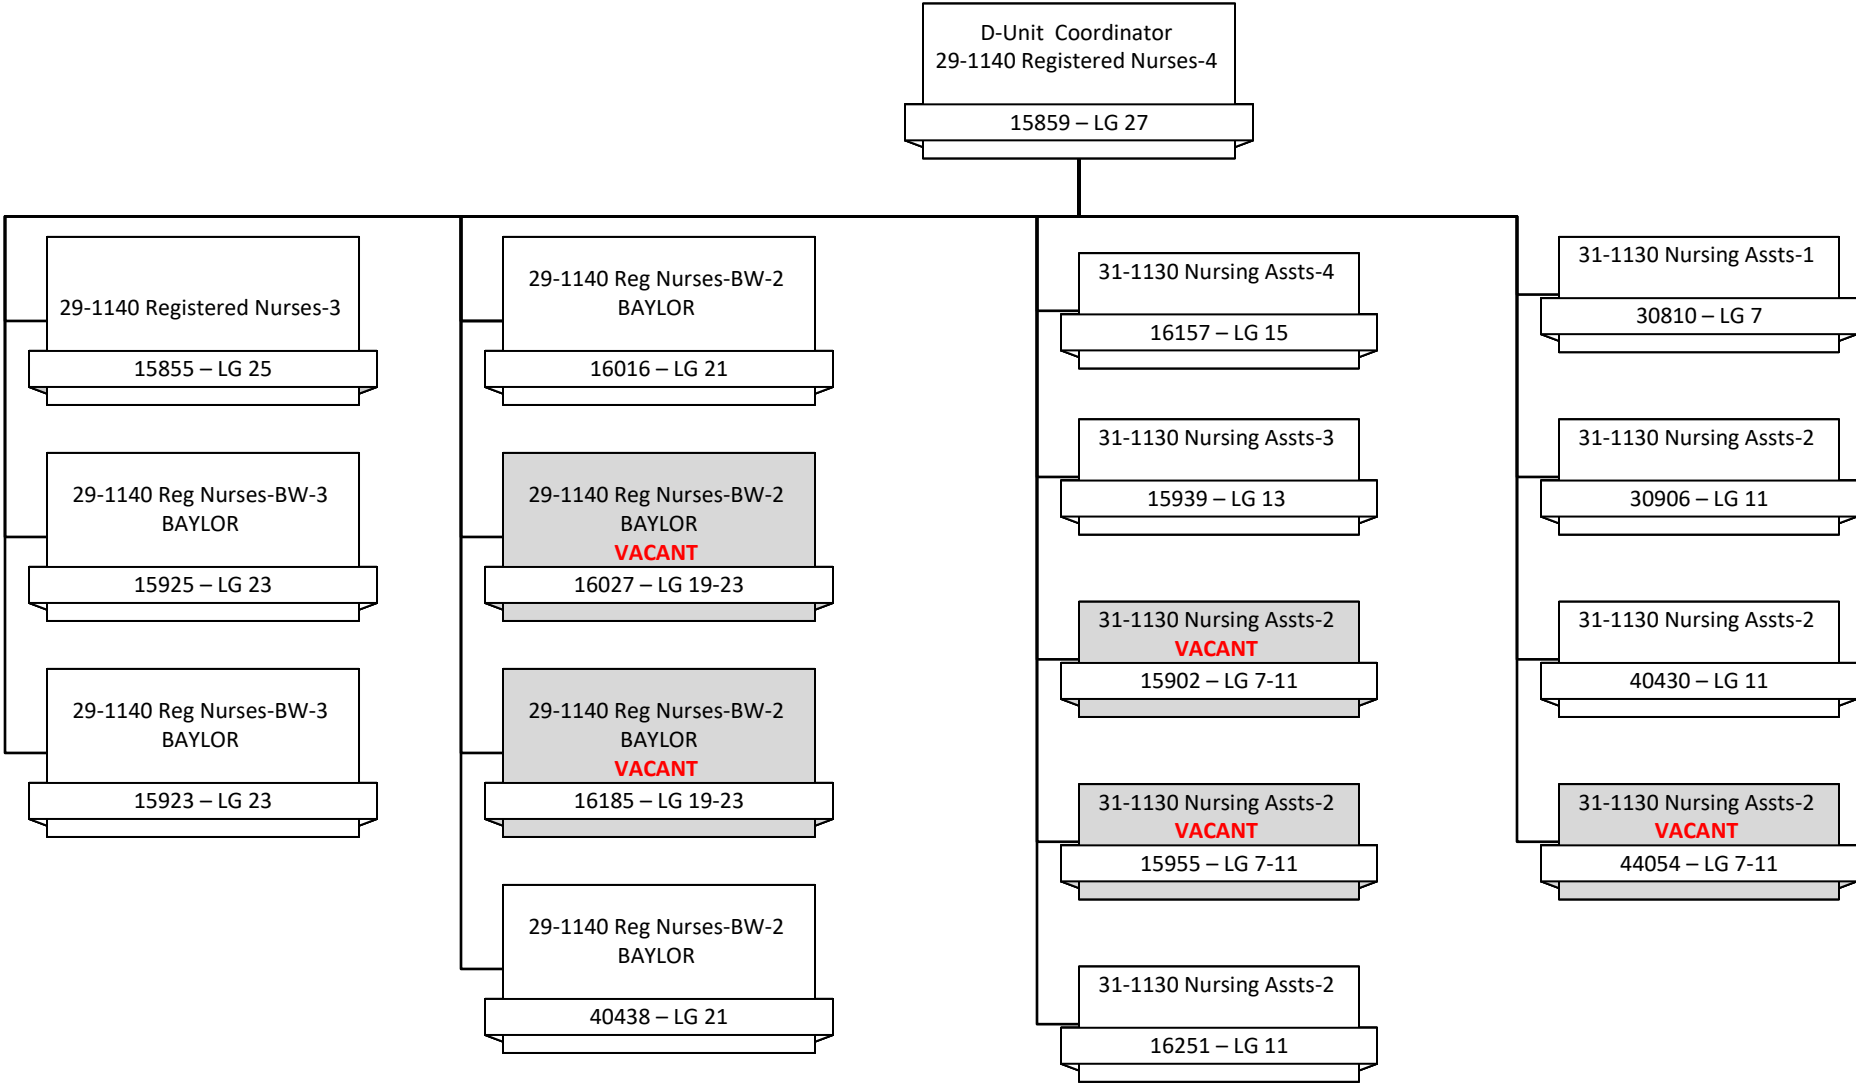 D-Unit  Coordinator
29-1140 Registered Nurses-4
15859 – LG 27
29-1140 Registered Nurses-3
15855 – LG 25
29-1140 Reg Nurses-BW-3
BAYLOR
15925 – LG 23
29-1140 Reg Nurses-BW-3
BAYLOR
15923 – LG 23
29-1140 Reg Nurses-BW-2
BAYLOR
16016 – LG 21
29-1140 Reg Nurses-BW-2
BAYLOR
VACANT
16027 – LG 19-23
29-1140 Reg Nurses-BW-2
BAYLOR
VACANT
16185 – LG 19-23
29-1140 Reg Nurses-BW-2
BAYLOR
40438 – LG 21
31-1130 Nursing Assts-4
16157 – LG 15
31-1130 Nursing Assts-3
15939 – LG 13
31-1130 Nursing Assts-2
VACANT
15902 – LG 7-11
31-1130 Nursing Assts-2
VACANT
15955 – LG 7-11
31-1130 Nursing Assts-2
16251 – LG 11
31-1130 Nursing Assts-1
30810 – LG 7
31-1130 Nursing Assts-2
30906 – LG 11
31-1130 Nursing Assts-2
40430 – LG 11
31-1130 Nursing Assts-2
VACANT
44054 – LG 7-11